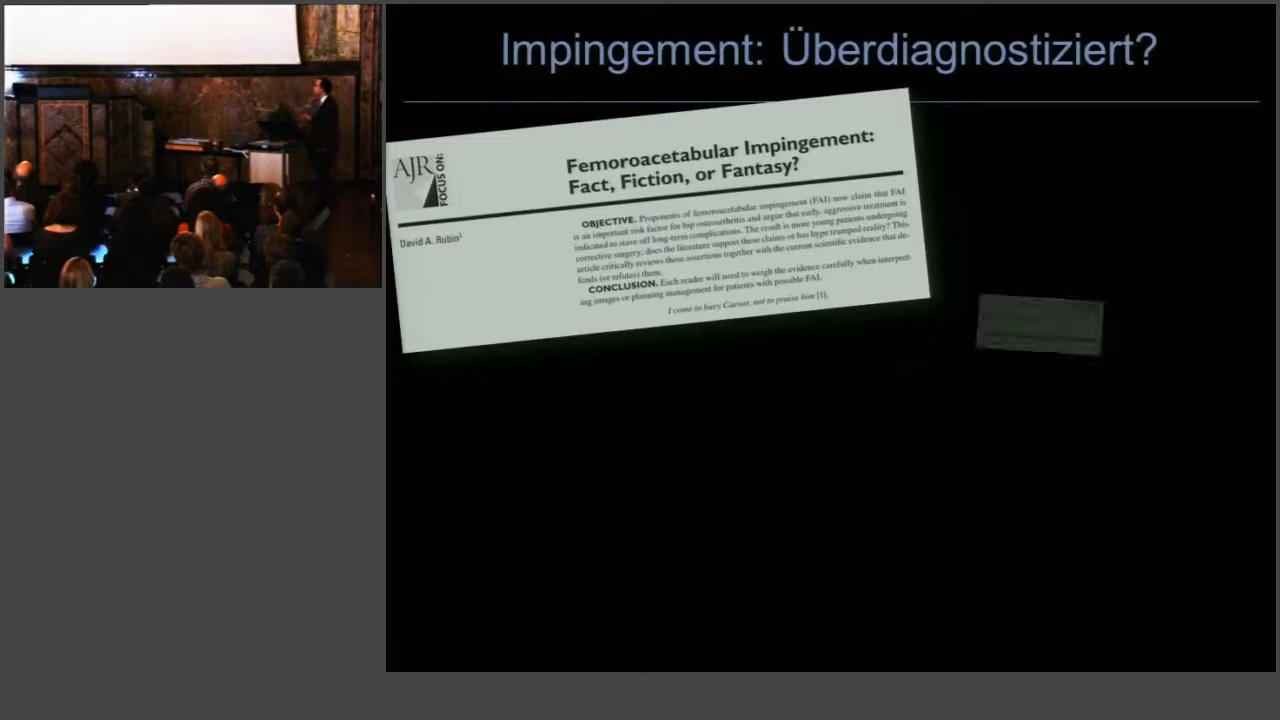 Impingement: Überdiagnostiziert?
AJR
FOCUS ON:
Femoroacetabular Impingement:
Fact, Fiction, or Fantasy?
David A. Rubin¹
OBJECTIVE. Proponents of femoroacetabular impingement (FAI) now claim that FAI
is an important risk factor for hip osteoarthritis and argue that early, aggressive treatment is
indicated to stave off long-term complications. The result is more young patients undergoing
corrective surgery; does the literature support these claims or has hype trumped reality? This
article critically reviews these assertions together with the current scientific evidence that de-
fends (or refutes) them.
CONCLUSION. Each reader will need to weigh the evidence carefully when interpret-
ing images or planning management for patients with possible FAI.
I come to bury Caesar, not to praise him [1].